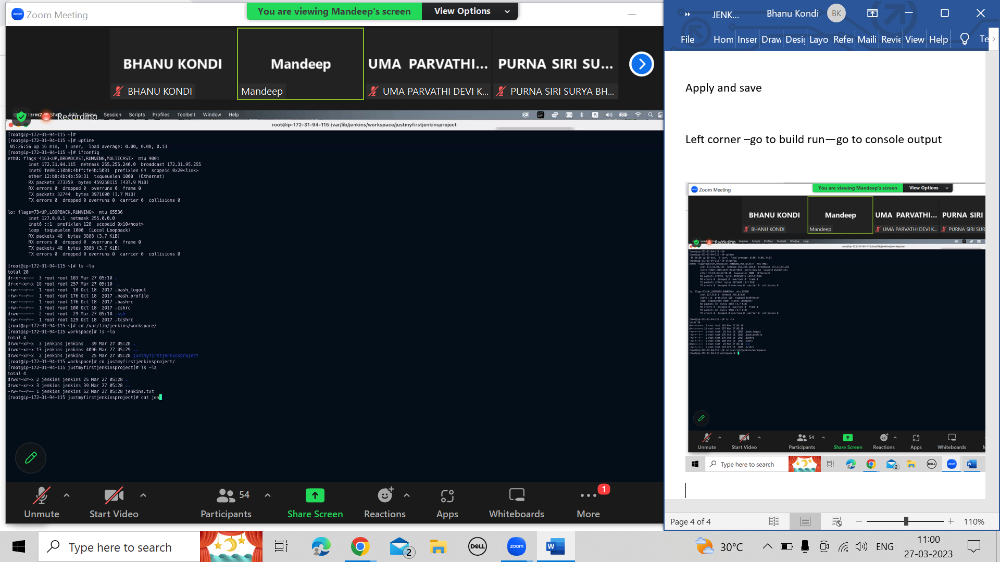 Zoom Meeting
You are viewing Mandeep's screen View Options
BHANU KONDI
BHANU KONDI
Mandeep
Mandeep
UMA PARVATHI...
UMA PARVATHI DEVI K...
PURNA SIRI SU...
PURNA SIRI SURYA BH...
Recording
Session Scripts Profiles Toolbelt Window Help
root@ip-172-31-94-115:/var/lib/jenkins/workspace/justmyfirstjenkinsproject
[root@ip-172-31-94-115 ~]#
[root@ip-172-31-94-115 ~]# uptime
05:26:56 up 16 min, 1 user, load average: 0.00, 0.08, 0.13
[root@ip-172-31-94-115 ~]# ifconfig
eth0: flags=4163<UP,BROADCAST,RUNNING,MULTICAST> mtu 9001
inet 172.31.94.115 netmask 255.255.240.0 broadcast 172.31.95.255
inet6 fe80::10b8:4bff:fe4b:5031 prefixlen 64 scopeid 0x20<link>
ether 12:b8:4b:4b:50:31 txqueuelen 1000 (Ethernet)
RX packets 273359 bytes 459258115 (437.9 MiB)
RX errors 0 dropped 0 overruns 0 frame 0
TX packets 32744 bytes 3971690 (3.7 MiB)
TX errors 0 dropped 0 overruns 0 carrier 0 collisions 0
lo: flags=73<UP,LOOPBACK,RUNNING> mtu 65536
inet 127.0.0.1 netmask 255.0.0.0
inet6 ::1 prefixlen 128 scopeid 0x10<host>
loop txqueuelen 1000 (Local Loopback)
RX packets 48 bytes 3888 (3.7 KiB)
RX errors 0 dropped 0 overruns 0 frame 0
TX packets 48 bytes 3888 (3.7 KiB)
TX errors 0 dropped 0 overruns 0 carrier 0 collisions 0
[root@ip-172-31-94-115 ~]# ls -la
total 20
dr-xr-x--- 3 root root 103 Mar 27 05:10 .
dr-xr-xr-x 18 root root 257 Mar 27 05:10 ..
-rw-r--r-- 1 root root 18 Oct 18 2017 .bash_logout
-rw-r--r-- 1 root root 176 Oct 18 2017 .bash_profile
-rw-r--r-- 1 root root 176 Oct 18 2017 .bashrc
-rw-r--r-- 1 root root 100 Oct 18 2017 .cshrc
drwx------ 2 root root 29 Mar 27 05:10 .ssh
-rw-r--r-- 1 root root 129 Oct 18 2017 .tcshrc
[root@ip-172-31-94-115 ~]# cd /var/lib/jenkins/workspace/
[root@ip-172-31-94-115 workspace]# ls -la
total 4
drwxr-xr-x 3 jenkins jenkins 39 Mar 27 05:28 .
drwxr-xr-x 13 jenkins jenkins 4096 Mar 27 05:29 ..
drwxr-xr-x 2 jenkins jenkins 25 Mar 27 05:28 justmyfirstjenkinsproject
[root@ip-172-31-94-115 workspace]# cd justmyfirstjenkinsproject/
[root@ip-172-31-94-115 justmyfirstjenkinsproject]# ls -la
total 4
drwxr-xr-x 2 jenkins jenkins 25 Mar 27 05:28 .
drwxr-xr-x 3 jenkins jenkins 39 Mar 27 05:28 ..
-rw-r--r-- 1 jenkins jenkins 52 Mar 27 05:28 jenkins.txt
[root@ip-172-31-94-115 justmyfirstjenkinsproject]# cat jen
Unmute
Start Video
54
Participants
Share Screen
Reactions
Apps
Whiteboards
1
More
JENK... Bhanu Kondi BK
File Hom Inser Draw Desi Layo Refer Maili Revie View Help Te
Apply and save
Left corner –go to build run—go to console output
Zoom Meeting
You are viewing Mandeep's screen View Options
BHANU KONDI
BHANU KONDI
Mandeep
Mandeep
UMA PARVATHI...
UMA PARVATHI DEVI K...
PURNA SIRI
PURNA SIRI SUR
Recording
Unmute
Start Video
54
Participants
Share Screen
Reactions
Apps
Whiteboards
Type here to search
Page 4 of 4 110%
Type here to search
2
DELL
zoom
30°C
ENG
11:00
27-03-2023